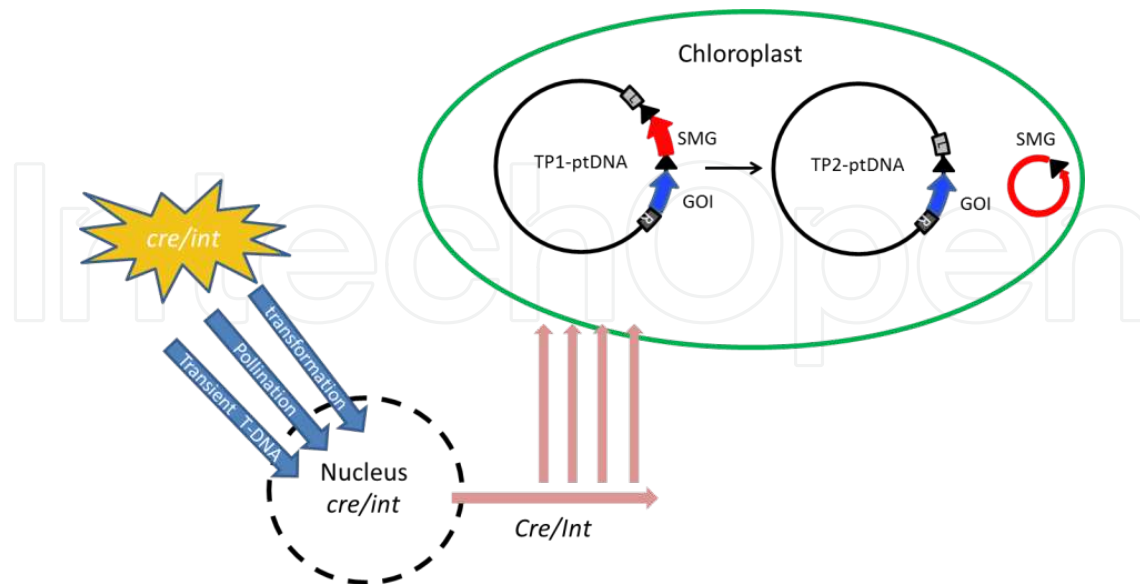 Chloroplast
L
SMG
TP1-ptDNA
GOI
R
L
SMG
TP2-ptDNA
GOI
R
cre/int
transformation
Pollination
Transient T-DNA
Nucleus
cre/int
Cre/Int
IntechOpen